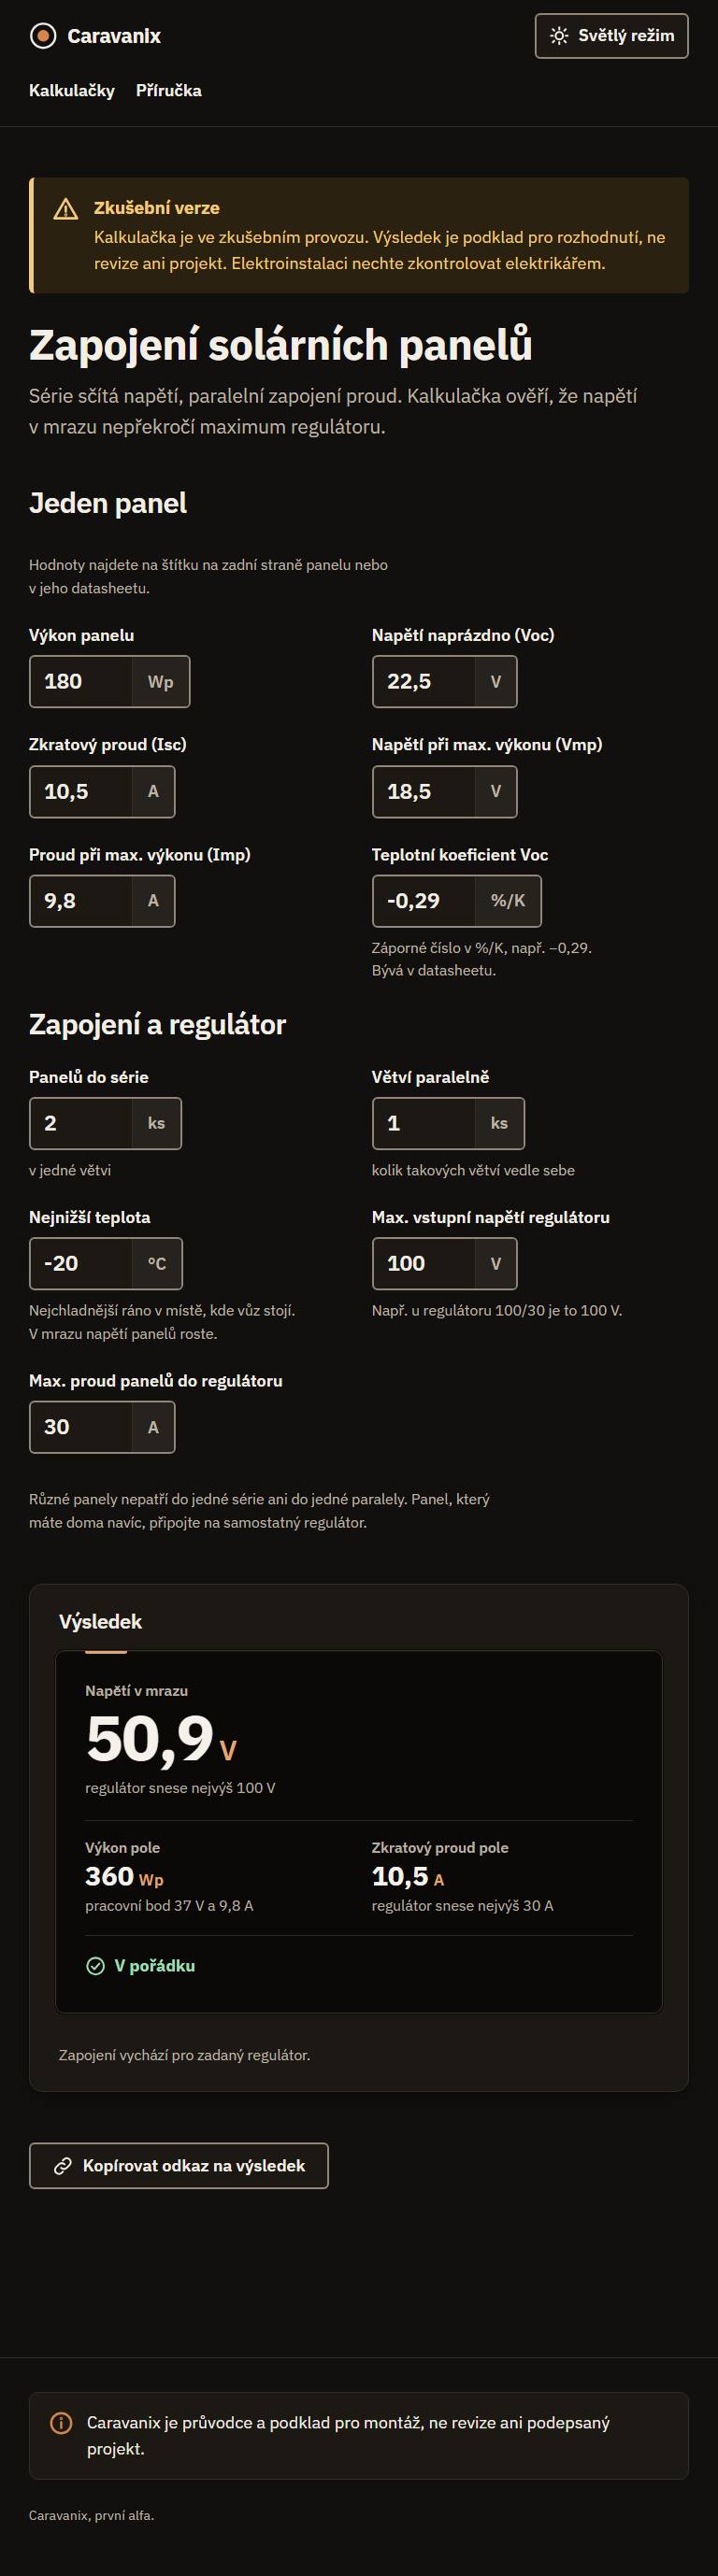 Caravanix
Světlý režim
Kalkulačky Příručka
Zkušební verze
Kalkulačka je ve zkušebním provozu. Výsledek je podklad pro rozhodnutí, ne
revize ani projekt. Elektroinstalaci nechte zkontrolovat elektrikářem.
Zapojení solárních panelů
Série sčítá napětí, paralelní zapojení proud. Kalkulačka ověří, že napětí
v mrazu nepřekročí maximum regulátoru.
Jeden panel
Hodnoty najdete na štítku na zadní straně panelu nebo
v jeho datasheetu.
Výkon panelu
180 Wp
Napětí naprázdno (Voc)
22,5 V
Zkratový proud (Isc)
10,5 A
Napětí při max. výkonu (Vmp)
18,5 V
Proud při max. výkonu (Imp)
9,8 A
Teplotní koeficient Voc
-0,29 %/K
Záporné číslo v %/K, např. −0,29.
Bývá v datasheetu.
Zapojení a regulátor
Panelů do série
2 ks
v jedné větvi
Větví paralelně
1 ks
kolik takových větví vedle sebe
Nejnižší teplota
-20 °C
Nejchladnější ráno v místě, kde vůz stojí.
V mrazu napětí panelů roste.
Max. vstupní napětí regulátoru
100 V
Např. u regulátoru 100/30 je to 100 V.
Max. proud panelů do regulátoru
30 A
Různé panely nepatří do jedné série ani do jedné paralely. Panel, který
máte doma navíc, připojte na samostatný regulátor.
Výsledek
Napětí v mrazu
50,9 V
regulátor snese nejvýš 100 V
Výkon pole
360 Wp
pracovní bod 37 V a 9,8 A
Zkratový proud pole
10,5 A
regulátor snese nejvýš 30 A
V pořádku
Zapojení vychází pro zadaný regulátor.
Kopírovat odkaz na výsledek
Caravanix je průvodce a podklad pro montáž, ne revize ani podepsaný
projekt.
Caravanix, první alfa.